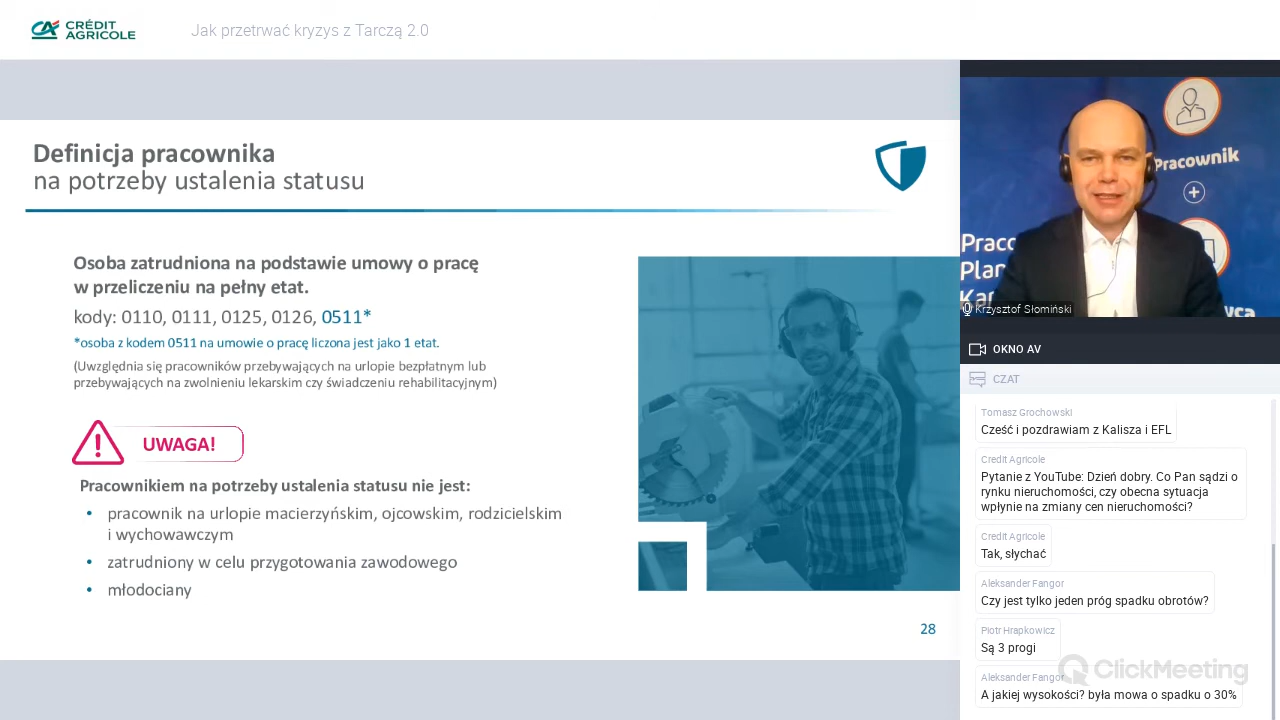 CRÉDIT
AGRICOLE
Jak przetrwać kryzys z Tarczą 2.0
Definicja pracownika
na potrzeby ustalenia statusu
Osoba zatrudniona na podstawie umowy o pracę
w przeliczeniu na pełny etat.
kody: 0110, 0111, 0125, 0126, 0511*
*osoba z kodem 0511 na umowie o pracę liczona jest jako 1 etat.
(Uwzględnia się pracowników przebywających na urlopie bezpłatnym lub
przebywających na zwolnieniu lekarskim czy świadczeniu rehabilitacyjnym)
UWAGA!
Pracownikiem na potrzeby ustalenia statusu nie jest:
• pracownik na urlopie macierzyńskim, ojcowskim, rodzicielskim
i wychowawczym
• zatrudniony w celu przygotowania zawodowego
• młodociany
28
Pracownik
Praco
Plan
Ka
wca
Krzysztof Słomiński
OKNO AV
CZAT
Tomasz Grochowski
Cześć i pozdrawiam z Kalisza i EFL
Credit Agricole
Pytanie z YouTube: Dzień dobry. Co Pan sądzi o
rynku nieruchomości, czy obecna sytuacja
wpłynie na zmiany cen nieruchomości?
Credit Agricole
Tak, słychać
Aleksander Fangor
Czy jest tylko jeden próg spadku obrotów?
Piotr Hrapkowicz
Są 3 progi
Aleksander Fangor
A jakiej wysokości? była mowa o spadku o 30%
ClickMeeting